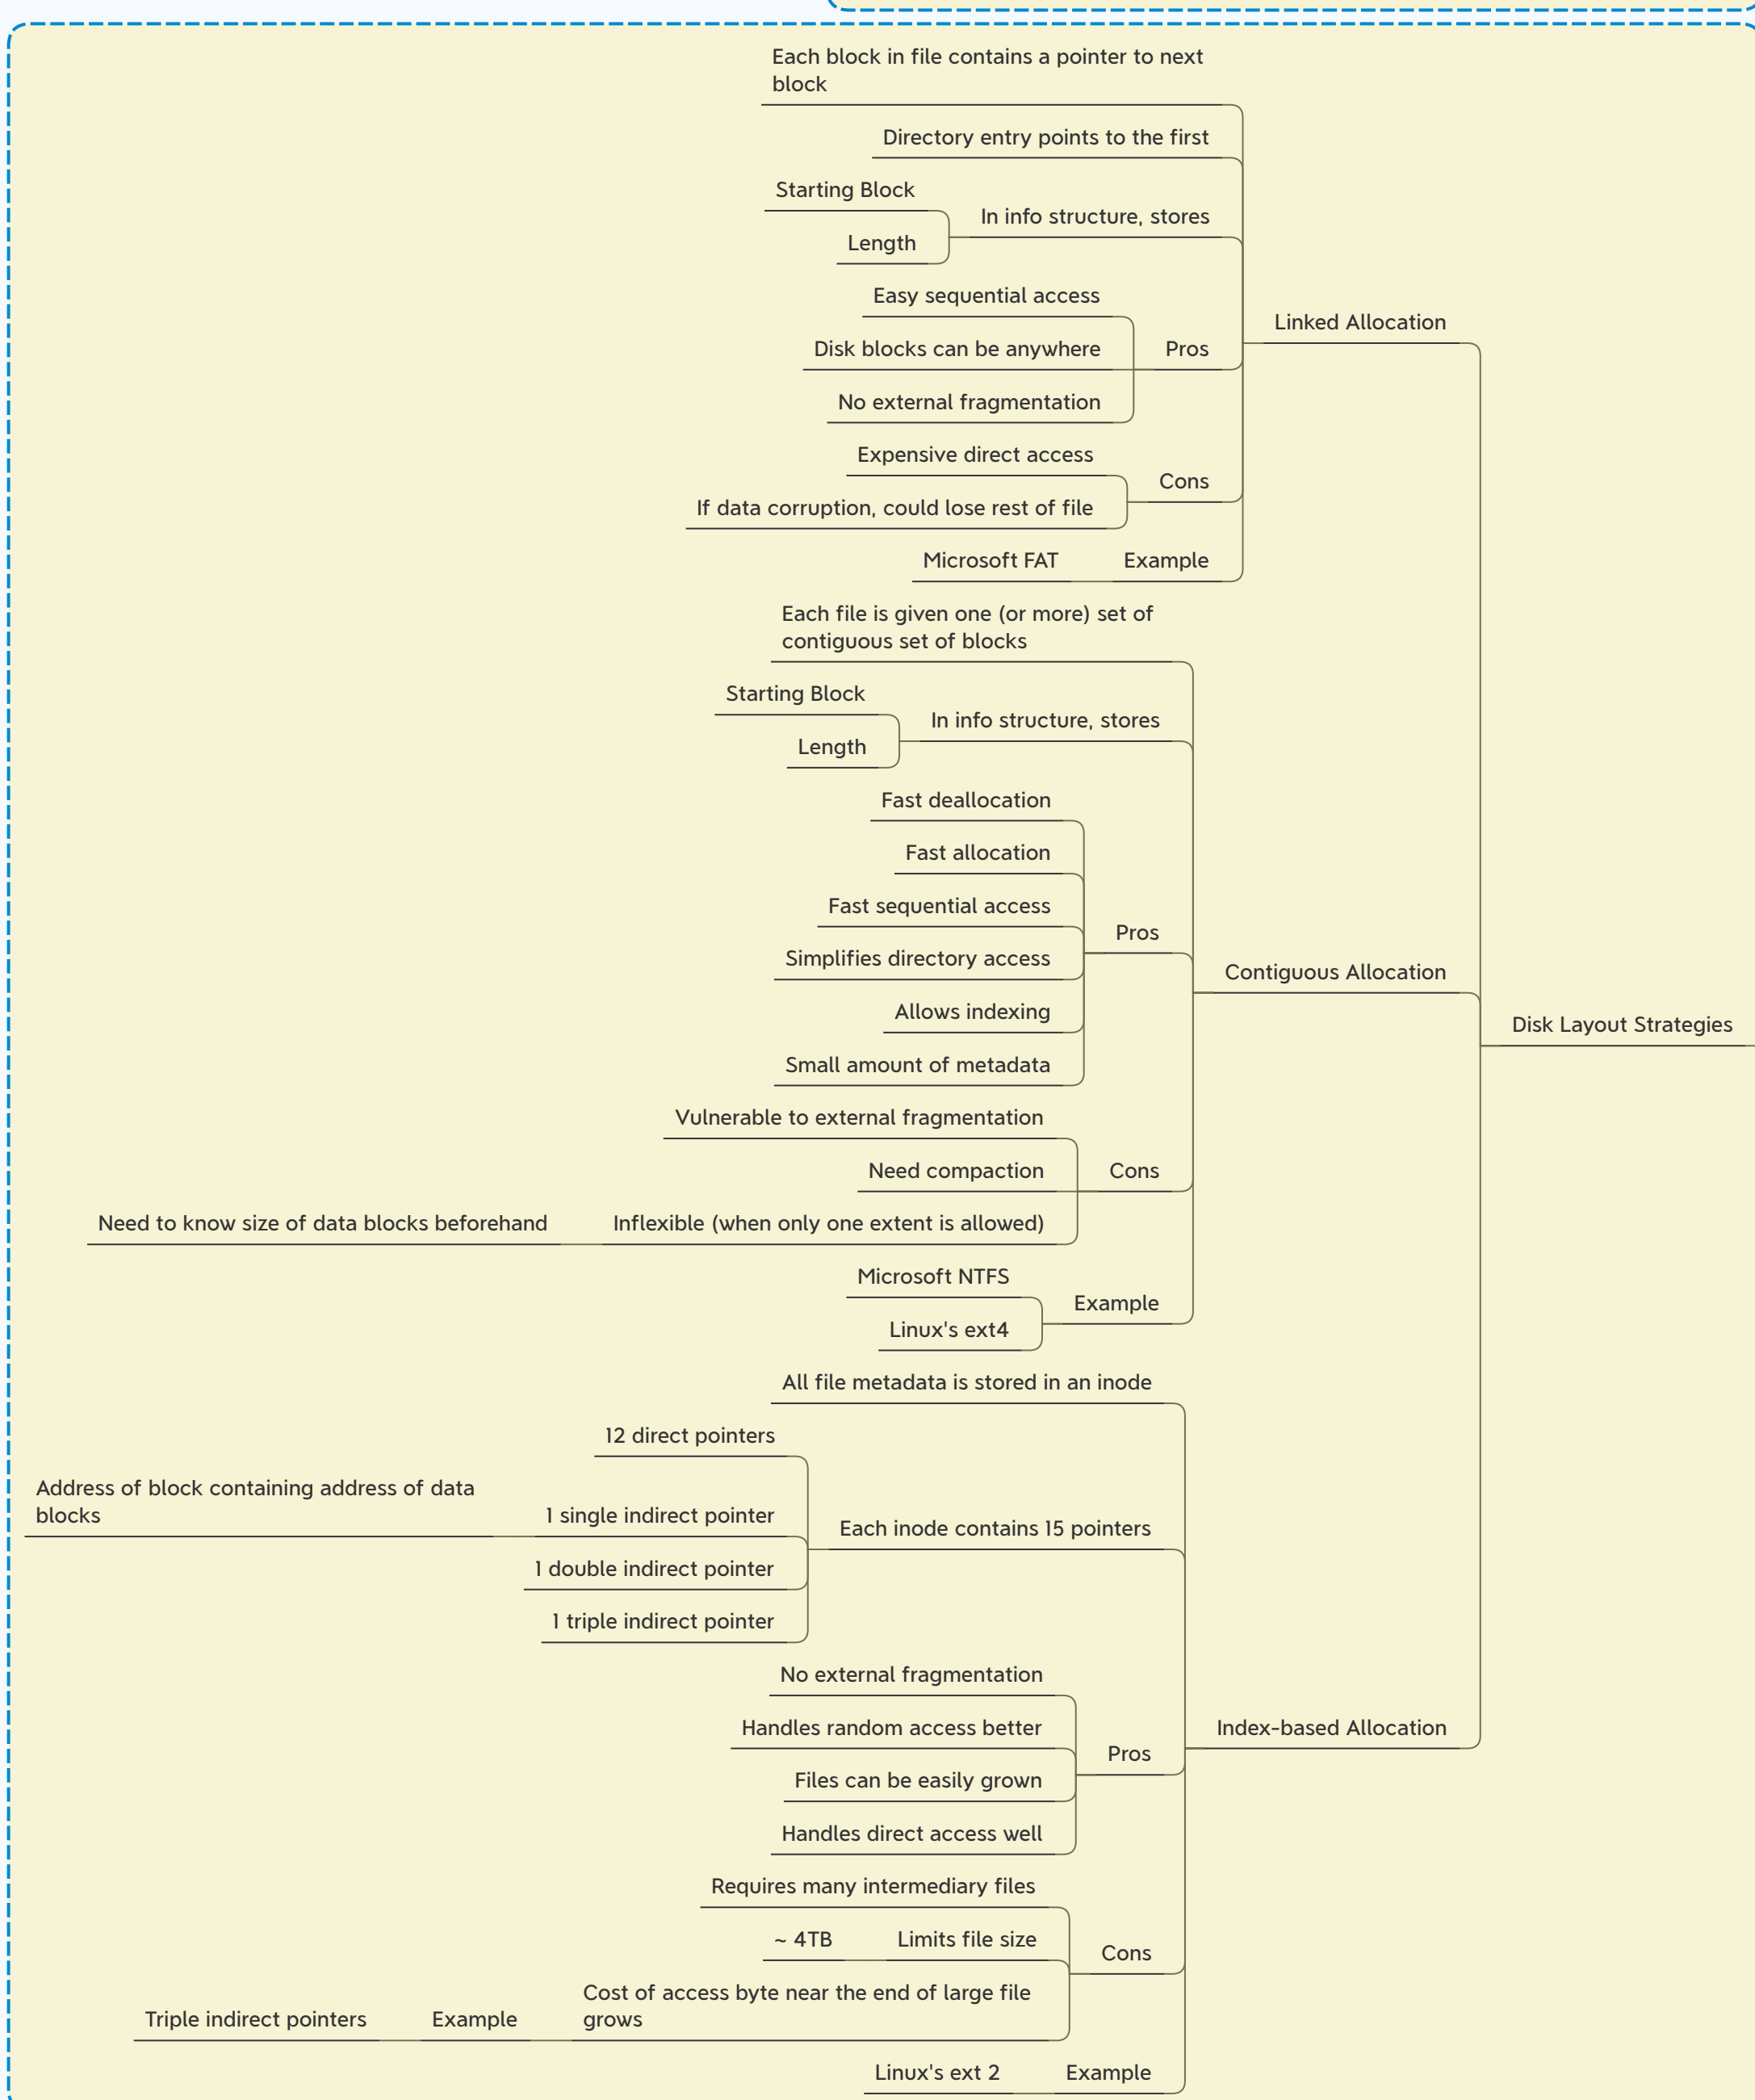 Each block in file contains a pointer to next
block
Directory entry points to the first
Starting Block
In info structure, stores
Length
Easy sequential access
Linked Allocation
Disk blocks can be anywhere
Pros
No external fragmentation
Expensive direct access
Cons
If data corruption, could lose rest of file
Microsoft FAT
Example
Each file is given one (or more) set of
contiguous set of blocks
Starting Block
In info structure, stores
Length
Fast deallocation
Fast allocation
Fast sequential access
Pros
Simplifies directory access
Contiguous Allocation
Allows indexing
Disk Layout Strategies
Small amount of metadata
Vulnerable to external fragmentation
Need compaction
Cons
Need to know size of data blocks beforehand
Inflexible (when only one extent is allowed)
Microsoft NTFS
Example
Linux's ext4
All file metadata is stored in an inode
12 direct pointers
Address of block containing address of data
blocks
1 single indirect pointer
Each inode contains 15 pointers
1 double indirect pointer
1 triple indirect pointer
No external fragmentation
Handles random access better
Index-based Allocation
Pros
Files can be easily grown
Handles direct access well
Requires many intermediary files
~ 4TB
Limits file size
Cons
Cost of access byte near the end of large file
grows
Triple indirect pointers
Example
Linux's ext 2
Example